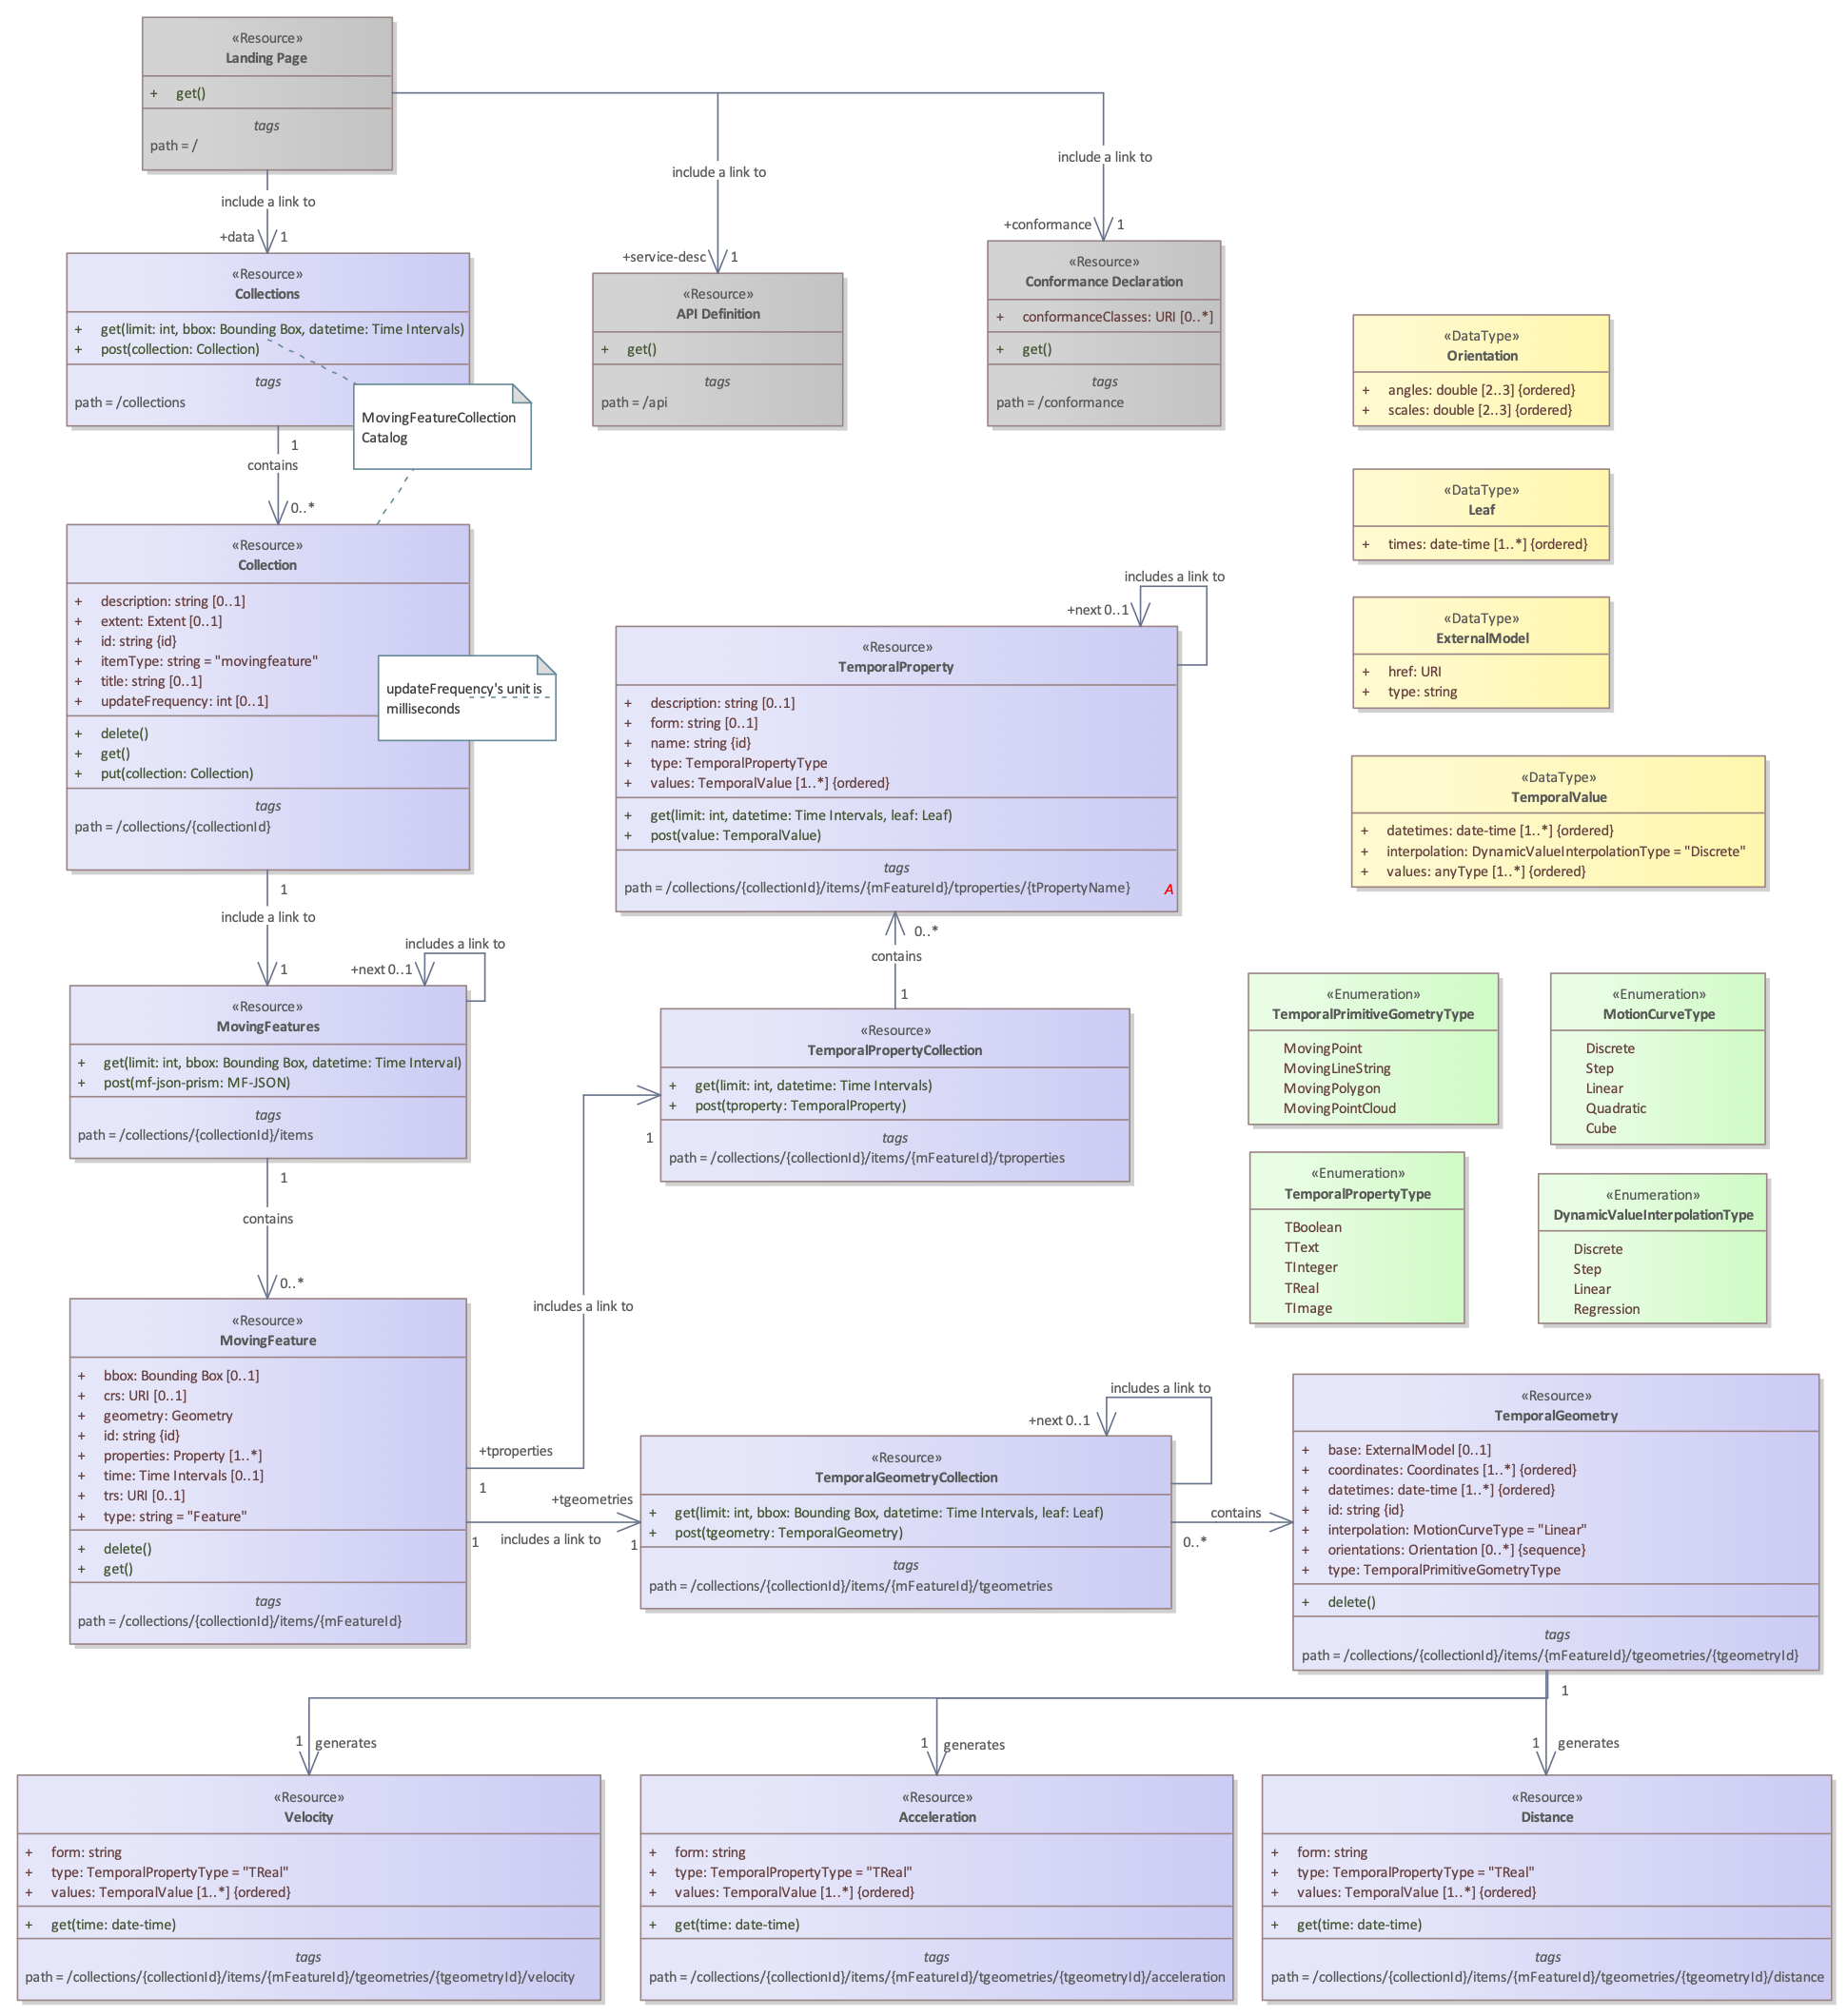 «Resource»
Landing Page
+ get()
tags
path = /
include a link to
+data 1
include a link to
+service-desc 1
include a link to
+conformance 1
«Resource»
Collections
+ get(limit: int, bbox: Bounding Box, datetime: Time Intervals)
+ post(collection: Collection)
tags
path = /collections
MovingFeatureCollection
Catalog
«Resource»
API Definition
+ get()
tags
path = /api
«Resource»
Conformance Declaration
+ conformanceClasses: URI [0..*]
+ get()
tags
path = /conformance
«DataType»
Orientation
+ angles: double [2..3] {ordered}
+ scales: double [2..3] {ordered}
«DataType»
Leaf
+ times: date-time [1..*] {ordered}
«DataType»
ExternalModel
+ href: URI
+ type: string
«DataType»
TemporalValue
+ datetimes: date-time [1..*] {ordered}
+ interpolation: DynamicValueInterpolationType = "Discrete"
+ values: anyType [1..*] {ordered}
1
contains
0..*
«Resource»
Collection
+ description: string [0..1]
+ extent: Extent [0..1]
+ id: string {id}
+ itemType: string = "movingfeature"
+ title: string [0..1]
+ updateFrequency: int [0..1]
+ delete()
+ get()
+ put(collection: Collection)
tags
path = /collections/{collectionId}
updateFrequency's unit is
milliseconds
includes a link to
+next 0..1
«Resource»
TemporalProperty
+ description: string [0..1]
+ form: string [0..1]
+ name: string {id}
+ type: TemporalPropertyType
+ values: TemporalValue [1..*] {ordered}
+ get(limit: int, datetime: Time Intervals, leaf: Leaf)
+ post(value: TemporalValue)
tags
path = /collections/{collectionId}/items/{mFeatureId}/tproperties/{tPropertyName}
A
0..*
contains
1
1
include a link to
1
includes a link to
+next 0..1
«Resource»
MovingFeatures
+ get(limit: int, bbox: Bounding Box, datetime: Time Interval)
+ post(mf-json-prism: MF-JSON)
tags
path = /collections/{collectionId}/items
«Resource»
TemporalPropertyCollection
+ get(limit: int, datetime: Time Intervals)
+ post(tproperty: TemporalProperty)
tags
path = /collections/{collectionId}/items/{mFeatureId}/tproperties
1
«Enumeration»
TemporalPrimitiveGometryType
MovingPoint
MovingLineString
MovingPolygon
MovingPointCloud
«Enumeration»
MotionCurveType
Discrete
Step
Linear
Quadratic
Cube
«Enumeration»
TemporalPropertyType
TBoolean
TText
TInteger
TReal
TImage
«Enumeration»
DynamicValueInterpolationType
Discrete
Step
Linear
Regression
1
contains
0..*
includes a link to
«Resource»
MovingFeature
+ bbox: Bounding Box [0..1]
+ crs: URI [0..1]
+ geometry: Geometry
+ id: string {id}
+ properties: Property [1..*]
+ time: Time Intervals [0..1]
+ trs: URI [0..1]
+ type: string = "Feature"
+ delete()
+ get()
tags
path = /collections/{collectionId}/items/{mFeatureId}
+tproperties
1
+tgeometries
1 includes a link to 1
includes a link to
+next 0..1
«Resource»
TemporalGeometryCollection
+ get(limit: int, bbox: Bounding Box, datetime: Time Intervals, leaf: Leaf)
+ post(tgeometry: TemporalGeometry)
tags
path = /collections/{collectionId}/items/{mFeatureId}/tgeometries
contains
0..*
«Resource»
TemporalGeometry
+ base: ExternalModel [0..1]
+ coordinates: Coordinates [1..*] {ordered}
+ datetimes: date-time [1..*] {ordered}
+ id: string {id}
+ interpolation: MotionCurveType = "Linear"
+ orientations: Orientation [0..*] {sequence}
+ type: TemporalPrimitiveGometryType
+ delete()
tags
path = /collections/{collectionId}/items/{mFeatureId}/tgeometries/{tgeometryId}
1
1 generates
1 generates
1 generates
«Resource»
Velocity
+ form: string
+ type: TemporalPropertyType = "TReal"
+ values: TemporalValue [1..*] {ordered}
+ get(time: date-time)
tags
path = /collections/{collectionId}/items/{mFeatureId}/tgeometries/{tgeometryId}/velocity
«Resource»
Acceleration
+ form: string
+ type: TemporalPropertyType = "TReal"
+ values: TemporalValue [1..*] {ordered}
+ get(time: date-time)
tags
path = /collections/{collectionId}/items/{mFeatureId}/tgeometries/{tgeometryId}/acceleration
«Resource»
Distance
+ form: string
+ type: TemporalPropertyType = "TReal"
+ values: TemporalValue [1..*] {ordered}
+ get(time: date-time)
tags
path = /collections/{collectionId}/items/{mFeatureId}/tgeometries/{tgeometryId}/distance